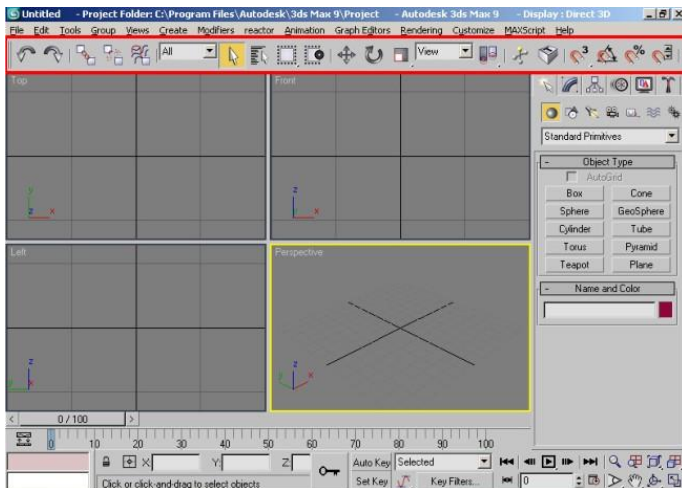 Untitled - Project Folder: C:\Program Files\Autodesk\3ds Max 9\Project - Autodesk 3ds Max 9 - Display : Direct 3D
File Edit Tools Group Views Create Modifiers reactor Animation Graph Editors Rendering Customize MAXScript Help
All View 3
Top Front
Standard Primitives
- Object Type
AutoGrid
Box Cone
y z
Sphere GeoSphere
z x x
Cylinder Tube
Left Perspective
Torus Pyramid
Teapot Plane
- Name and Color
z z
y x y x
< 0 / 100 >
0 10 20 30 40 50 60 70 80 90 100
X Y: Z Auto Key Selected
Click or click-and-drag to select objects Set Key Key Filters... 0